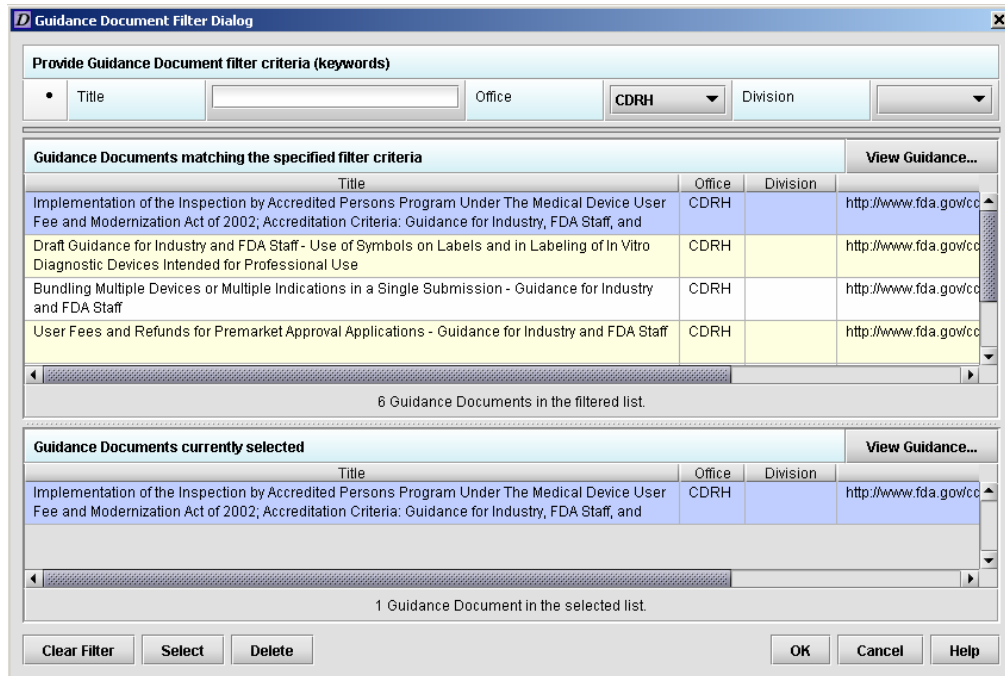 D Guidance Document Filter Dialog
Provide Guidance Document filter criteria (keywords)
Title Office CDRH Division
Guidance Documents matching the specified filter criteria View Guidance...
Title Office Division
Implementation of the Inspection by Accredited Persons Program Under The Medical Device User CDRH http://www.fda.gov/cc
Fee and Modernization Act of 2002; Accreditation Criteria: Guidance for Industry, FDA Staff, and
Draft Guidance for Industry and FDA Staff - Use of Symbols on Labels and in Labeling of In Vitro CDRH http://www.fda.gov/cc
Diagnostic Devices Intended for Professional Use
Bundling Multiple Devices or Multiple Indications in a Single Submission - Guidance for Industry CDRH http://www.fda.gov/cc
and FDA Staff
User Fees and Refunds for Premarket Approval Applications - Guidance for Industry and FDA Staff CDRH http://www.fda.gov/cc
6 Guidance Documents in the filtered list.
Guidance Documents currently selected View Guidance...
Title Office Division
Implementation of the Inspection by Accredited Persons Program Under The Medical Device User CDRH http://www.fda.gov/cc
Fee and Modernization Act of 2002; Accreditation Criteria: Guidance for Industry, FDA Staff, and
1 Guidance Document in the selected list.
Clear Filter Select Delete OK Cancel Help